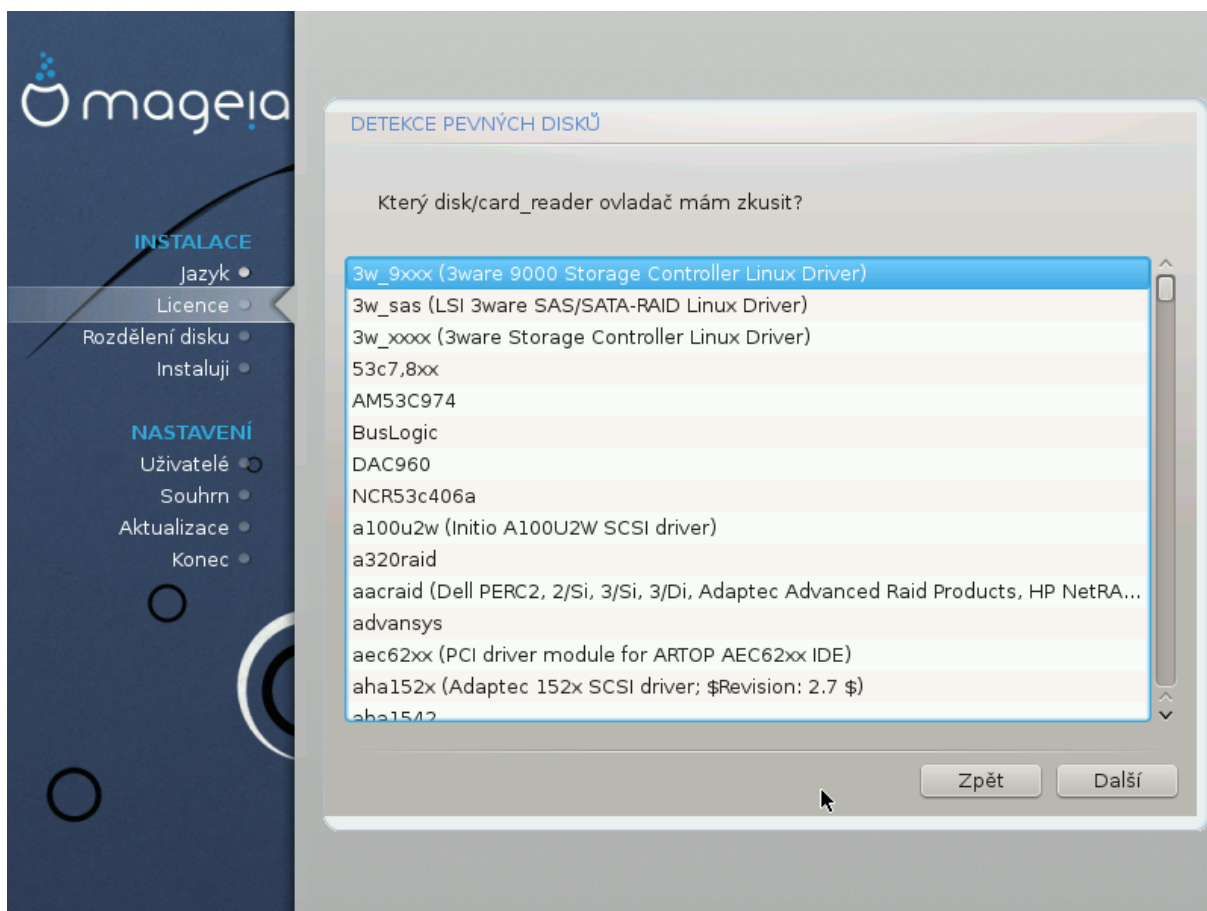 mageia
INSTALACE
Jazyk
Licence
Rozdělení disku
Instaluji
NASTAVENÍ
Uživatelé
Souhrn
Aktualizace
Konec
DETEKCE PEVNÝCH DISKŮ
Který disk/card_reader ovladač mám zkusit?
3w_9xxx (3ware 9000 Storage Controller Linux Driver)
3w_sas (LSI 3ware SAS/SATA-RAID Linux Driver)
3w_xxxx (3ware Storage Controller Linux Driver)
53c7,8xx
AM53C974
BusLogic
DAC960
NCR53c406a
a100u2w (Initio A100U2W SCSI driver)
a320raid
aacraid (Dell PERC2, 2/Si, 3/Si, 3/Di, Adaptec Advanced Raid Products, HP NetRA...
advansys
aec62xx (PCI driver module for ARTOP AEC62xx IDE)
aha152x (Adaptec 152x SCSI driver; $Revision: 2.7 $)
aha1542
Zpět
Další